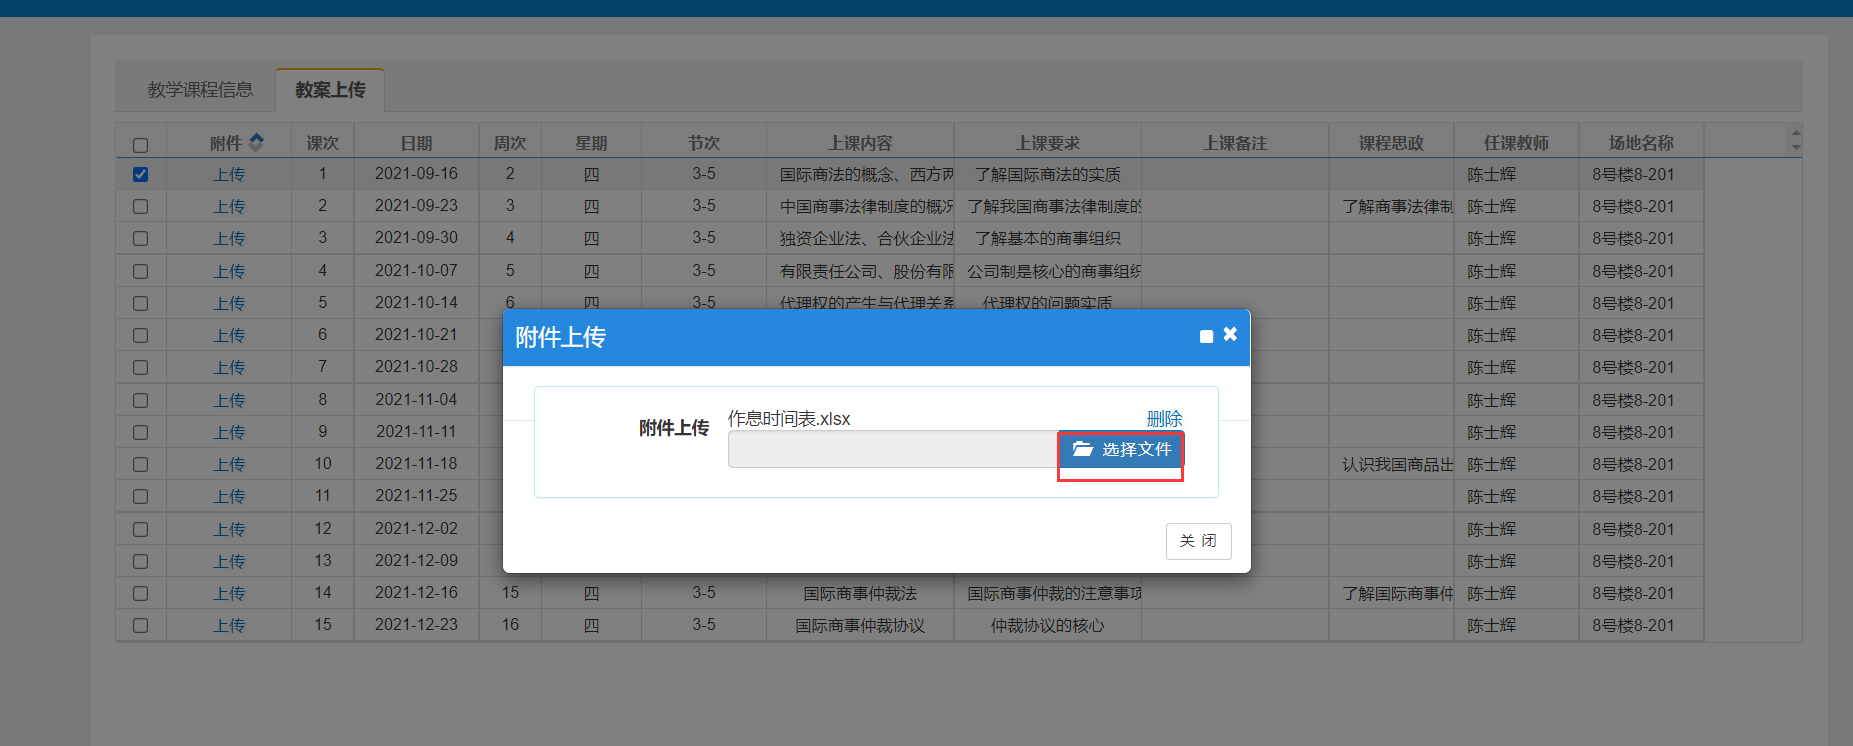 教学课程信息 教案上传
附件 课次 日期 周次 星期 节次 上课内容 上课要求 上课备注 课程思政 任课教师 场地名称
上传 1 2021-09-16 2 四 3-5 国际商法的概念、西方两 了解国际商法的实质 陈士辉 8号楼8-201
上传 2 2021-09-23 3 四 3-5 中国商事法律制度的概况 了解我国商事法律制度的 了解商事法律制 陈士辉 8号楼8-201
上传 3 2021-09-30 4 四 3-5 独资企业法、合伙企业法 了解基本的商事组织 陈士辉 8号楼8-201
上传 4 2021-10-07 5 四 3-5 有限责任公司、股份有限 公司制是核心的商事组织 陈士辉 8号楼8-201
上传 5 2021-10-14 6 四 3-5 代理权的产生与代理关系 代理权的问题实质 陈士辉 8号楼8-201
上传 6 2021-10-21 陈士辉 8号楼8-201
上传 7 2021-10-28 陈士辉 8号楼8-201
上传 8 2021-11-04 陈士辉 8号楼8-201
上传 9 2021-11-11 陈士辉 8号楼8-201
上传 10 2021-11-18 认识我国商品出 陈士辉 8号楼8-201
上传 11 2021-11-25 陈士辉 8号楼8-201
上传 12 2021-12-02 陈士辉 8号楼8-201
上传 13 2021-12-09 陈士辉 8号楼8-201
上传 14 2021-12-16 15 四 3-5 国际商事仲裁法 国际商事仲裁的注意事项 了解国际商事仲 陈士辉 8号楼8-201
上传 15 2021-12-23 16 四 3-5 国际商事仲裁协议 仲裁协议的核心 陈士辉 8号楼8-201
附件上传
附件上传 作息时间表.xlsx 删除
选择文件
关 闭